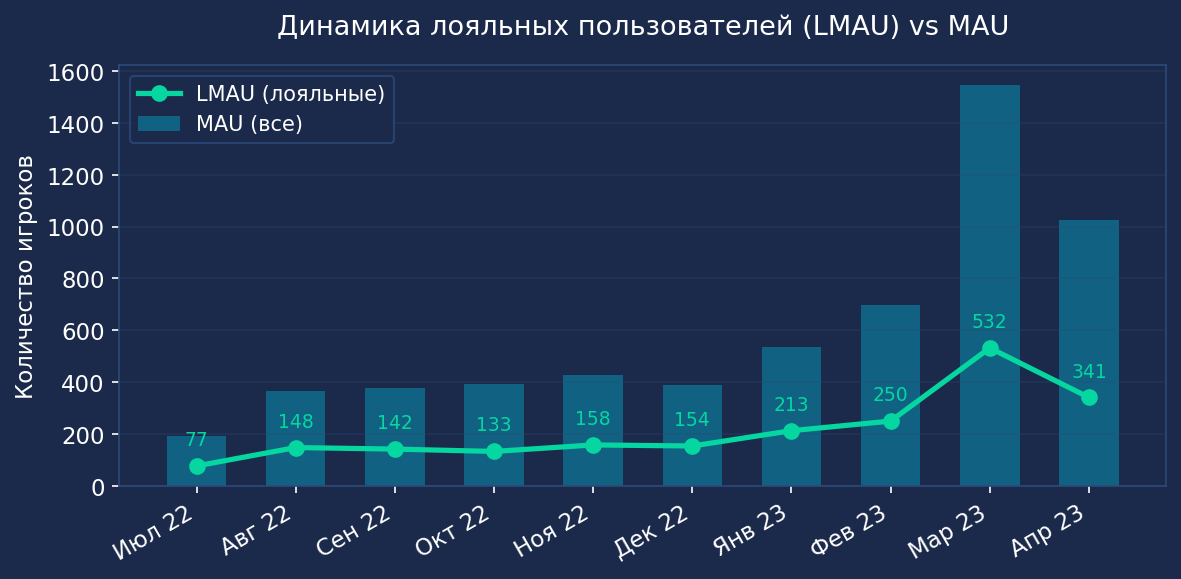 Динамика лояльных пользователей (LMAU) vs MAU
Количество игроков
1600
1400
1200
1000
800
600
400
200
0
LMAU (лояльные)
MAU (все)
77
148
142
133
158
154
213
250
532
341
Июл 22
Авг 22
Сен 22
Окт 22
Ноя 22
Дек 22
Янв 23
Фев 23
Мар 23
Апр 23